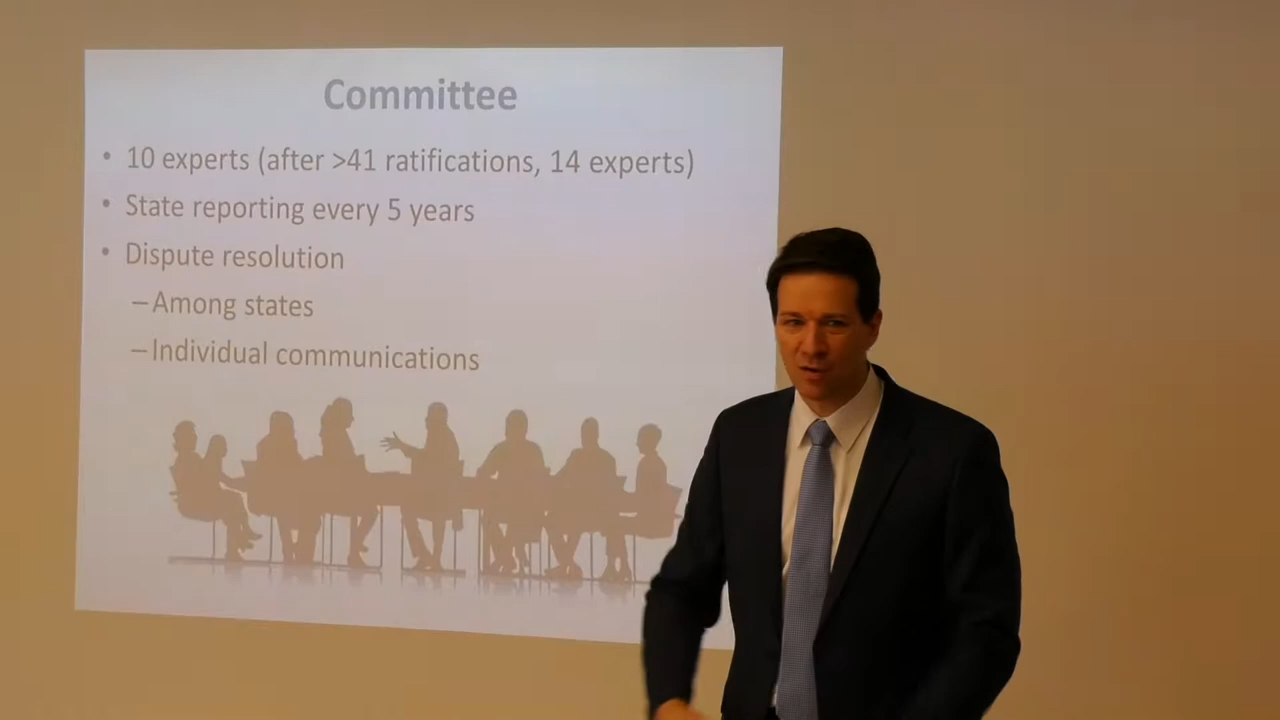 Committee
• 10 experts (after >41 ratifications, 14 experts)
• State reporting every 5 years
• Dispute resolution
–Among states
–Individual communications